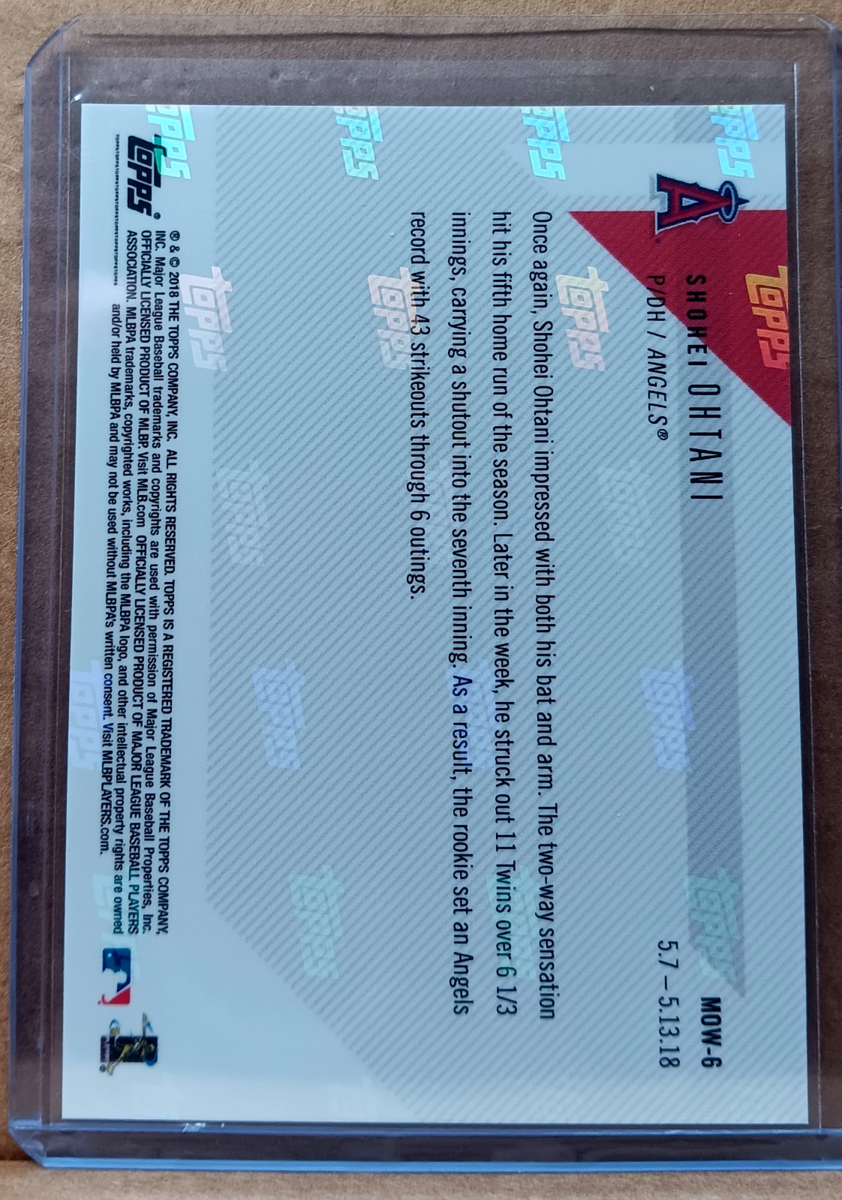 SHOHEI OHTANI
P/DH / ANGELS®
MOW-6
5.7 – 5.13.18
Once again, Shohei Ohtani impressed with both his bat and arm. The two-way sensation
hit his fifth home run of the season. Later in the week, he struck out 11 Twins over 6 1/3
innings, carrying a shutout into the seventh inning. As a result, the rookie set an Angels
record with 43 strikeouts through 6 outings.
Topps®
® & © 2018 THE TOPPS COMPANY, INC. ALL RIGHTS RESERVED. TOPPS IS A REGISTERED TRADEMARK OF THE TOPPS COMPANY,
INC. Major League Baseball trademarks and copyrights are used with permission of Major League Baseball Properties, Inc.
OFFICIALLY LICENSED PRODUCT OF MLBP. Visit MLB.com OFFICIALLY LICENSED PRODUCT OF MAJOR LEAGUE BASEBALL PLAYERS
ASSOCIATION. MLBPA trademarks, copyrighted works, including the MLBPA logo, and other intellectual property rights are owned
and/or held by MLBPA and may not be used without MLBPA's written consent. Visit MLBPLAYERS.com.